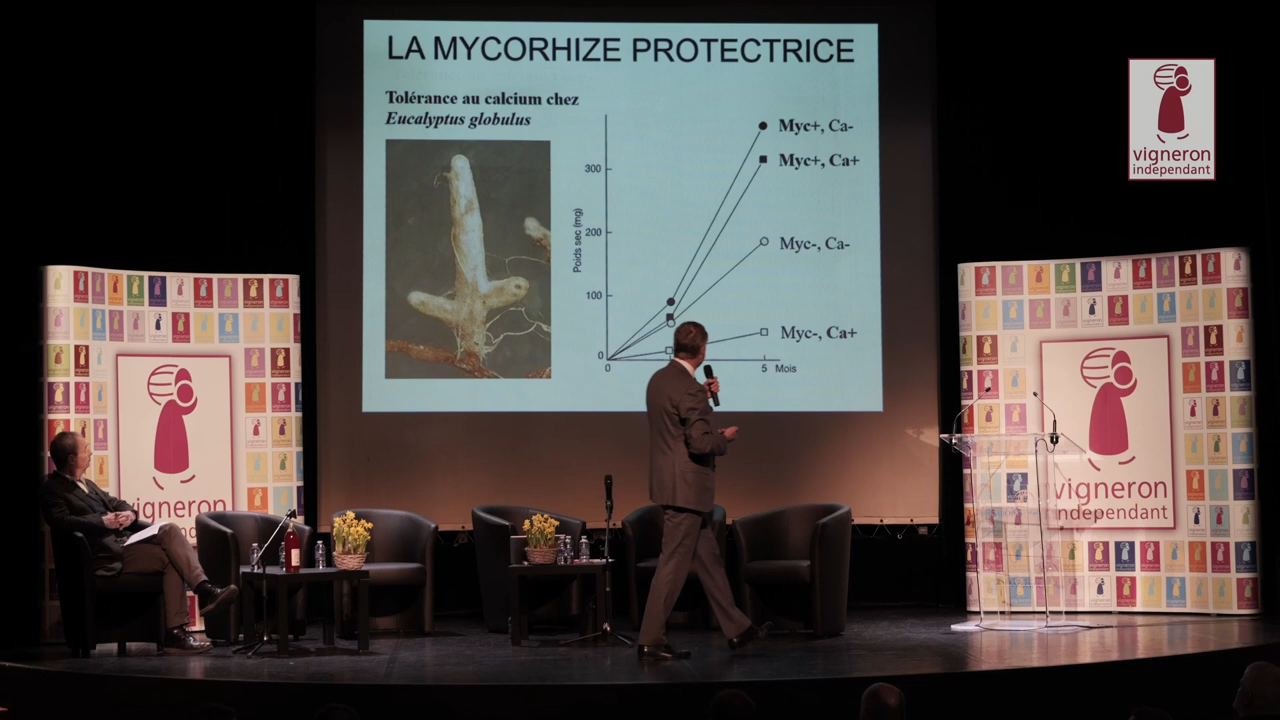 LA MYCORHIZE PROTECTRICE
Tolérance au calcium chez
Eucalyptus globulus
Poids sec (mg)
300
200
100
0
0
5 Mois
Myc+, Ca-
Myc+, Ca+
Myc-, Ca-
Myc-, Ca+
vigneron
independant
vigneron
vigneron
independant